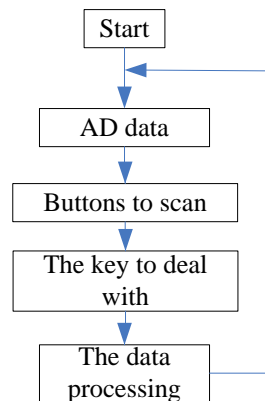 Start
AD data
Buttons to scan
The key to deal
with
The data
processing